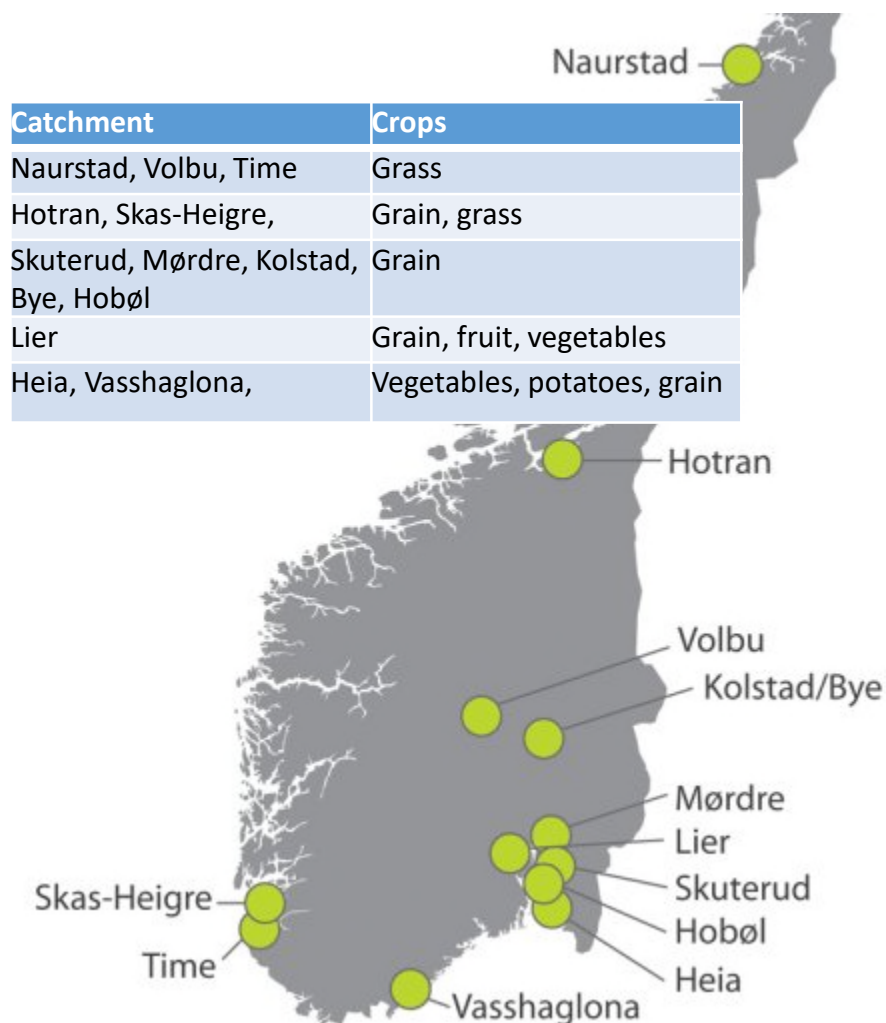 Naurstad
Catchment Crops
Naurstad, Volbu, Time Grass
Hotran, Skas-Heigre, Grain, grass
Skuterud, Mørdre, Kolstad, Grain
Bye, Hobøl
Lier Grain, fruit, vegetables
Heia, Vasshaglona, Vegetables, potatoes, grain
Hotran
Volbu
Kolstad/Bye
Mørdre
Lier
Skuterud
Skas-Heigre
Hobøl
Time
Heia
Vasshaglona